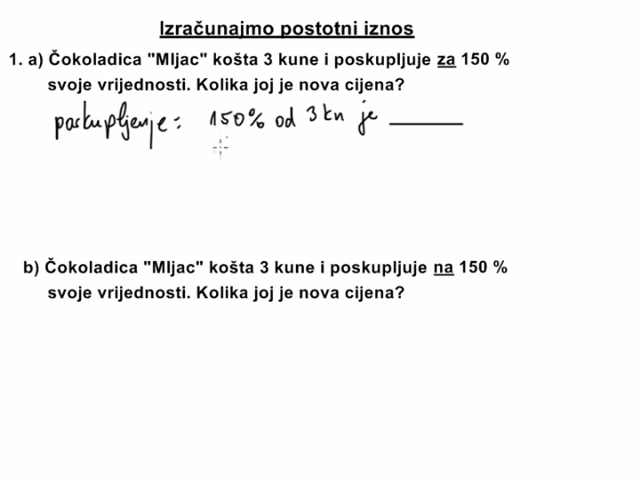 Izračunajmo postotni iznos
1. a) Čokoladica "Mljac" košta 3 kune i poskupljuje za 150 %
svoje vrijednosti. Kolika joj je nova cijena?
poskupljenje: 150% od 3 kn je ______
b) Čokoladica "Mljac" košta 3 kune i poskupljuje na 150 %
svoje vrijednosti. Kolika joj je nova cijena?